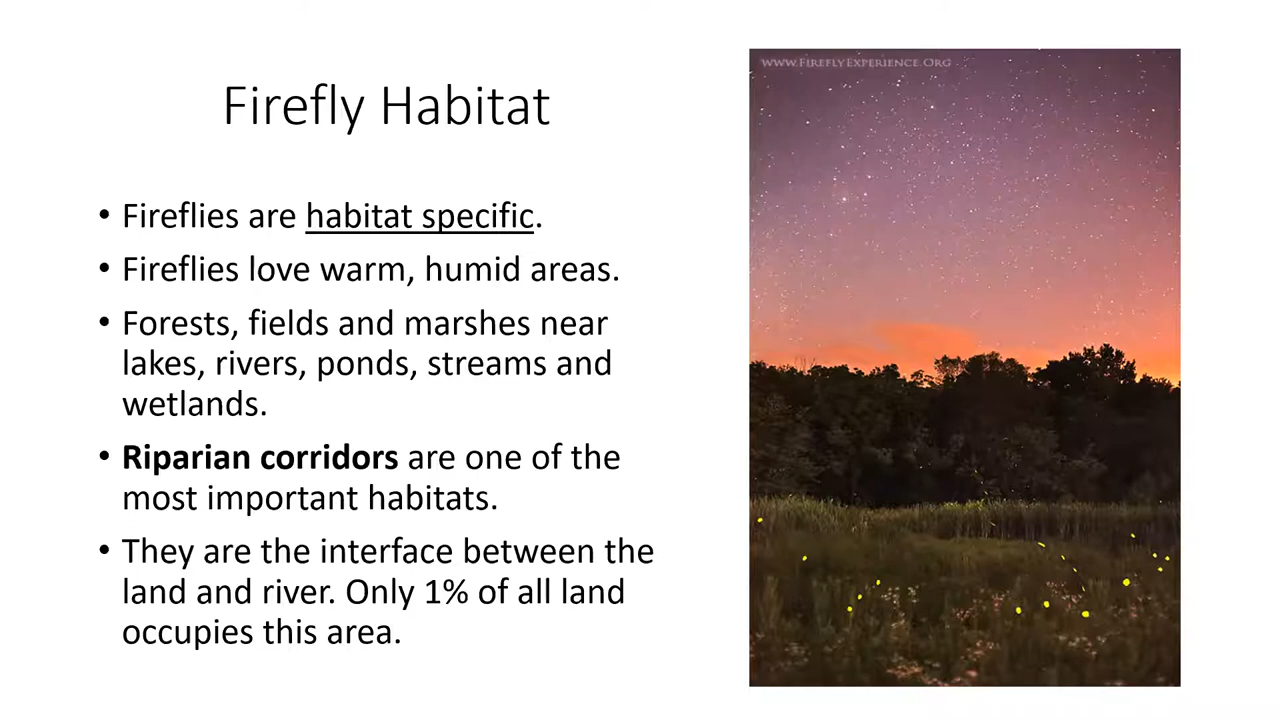 Firefly Habitat
• Fireflies are habitat specific.
• Fireflies love warm, humid areas.
• Forests, fields and marshes near
lakes, rivers, ponds, streams and
wetlands.
• Riparian corridors are one of the
most important habitats.
• They are the interface between the
land and river. Only 1% of all land
occupies this area.
WWW.FIREFLYEXPERIENCE.ORG